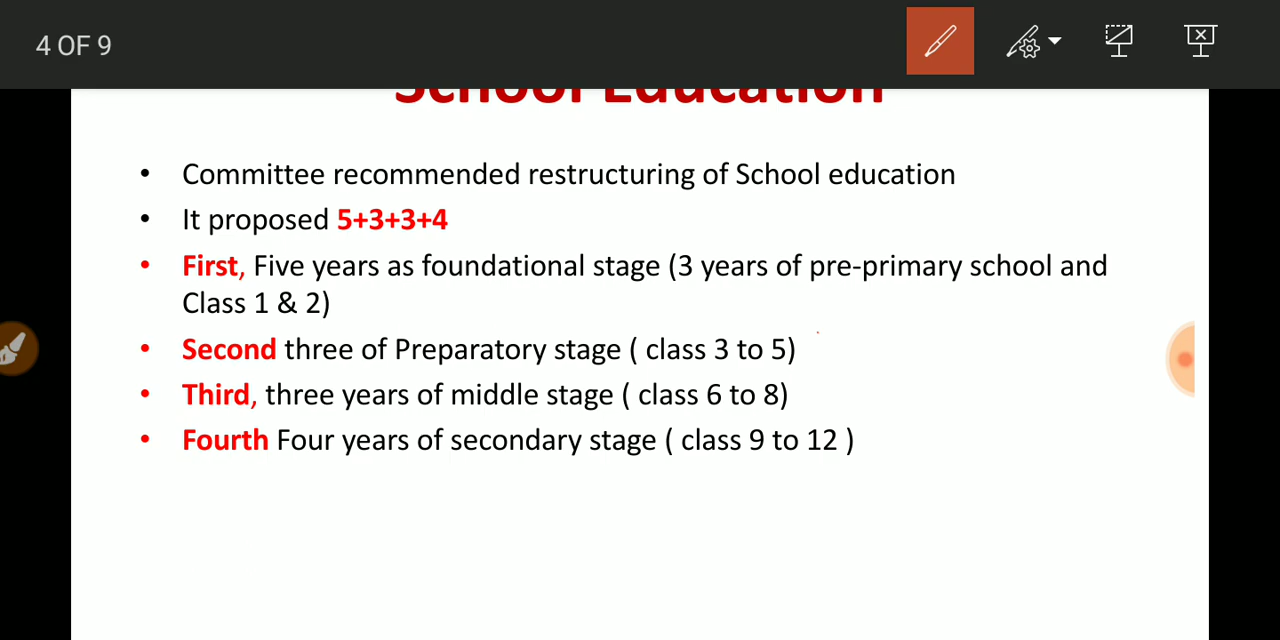 4 OF 9
School Education
• Committee recommended restructuring of School education
• It proposed 5+3+3+4
• First, Five years as foundational stage (3 years of pre-primary school and
Class 1 & 2)
• Second three of Preparatory stage ( class 3 to 5)
• Third, three years of middle stage ( class 6 to 8)
• Fourth Four years of secondary stage ( class 9 to 12 )